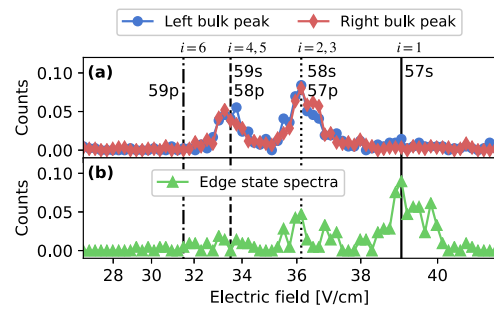 Left bulk peak Right bulk peak
i = 6 i = 4, 5 i = 2, 3 i = 1
(a) 59p 59s 58p 58s 57p 57s
Counts
0.10
0.05
0.00
(b) Edge state spectra
Counts
0.10
0.05
0.00
28 30 32 34 36 38 40
Electric field [V/cm]